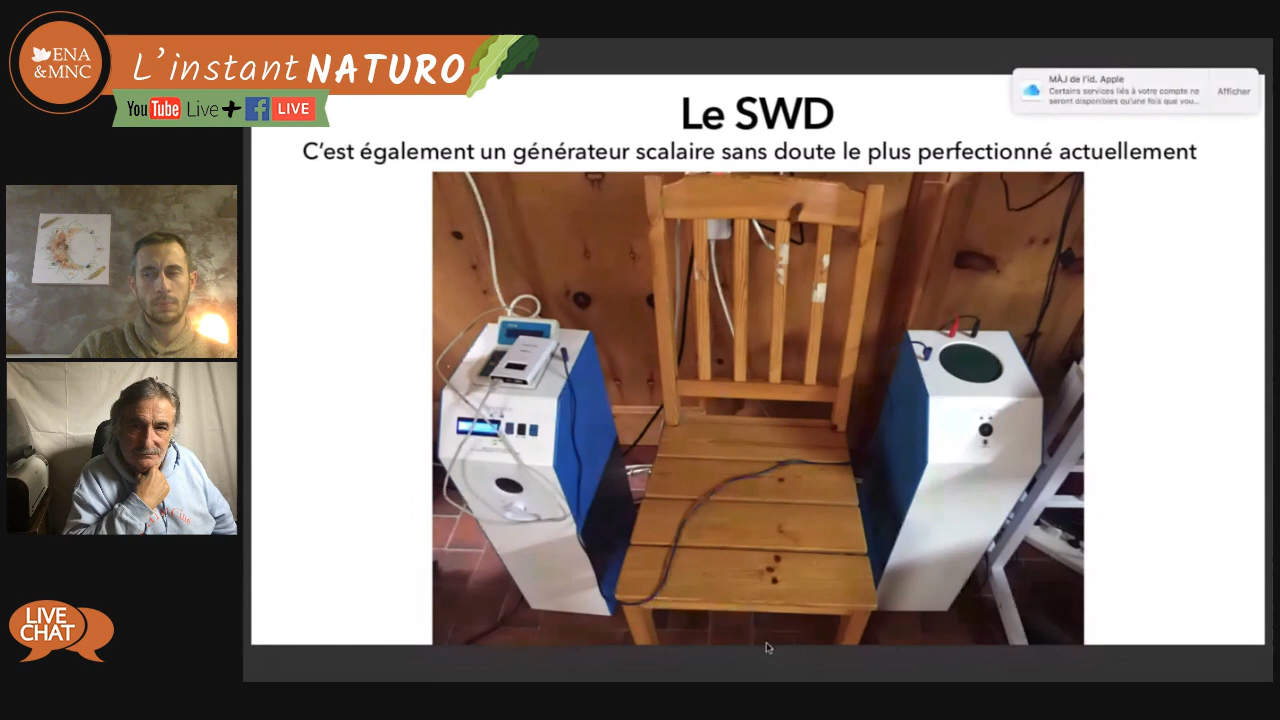 ENA
&MNC
L'instant NATURO
YouTube Live + f LIVE
MÀJ de l'id. Apple
Certains services liés à votre compte ne
seront disponibles qu'une fois que vou...
Afficher
Le SWD
C'est également un générateur scalaire sans doute le plus perfectionné actuellement
LIVE
CHAT